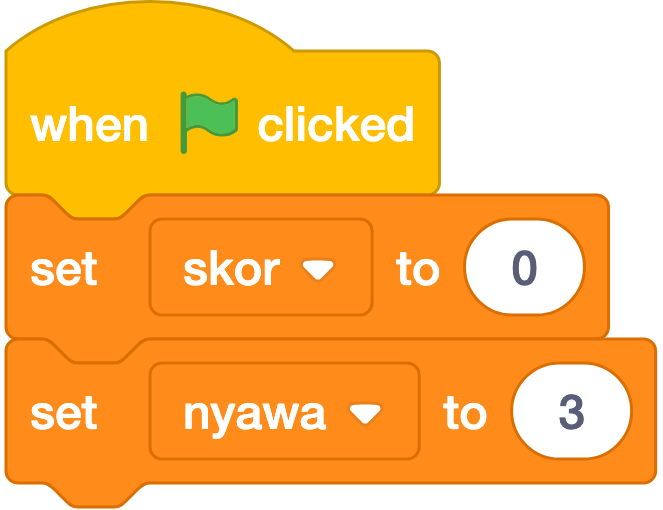 when clicked
set skor to 0
set nyawa to 3